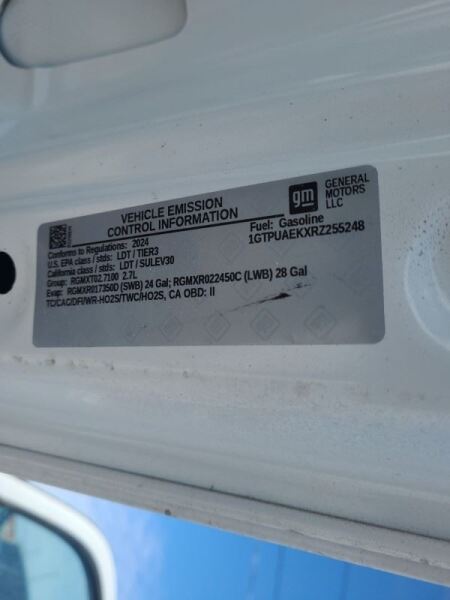 VEHICLE EMISSION
CONTROL INFORMATION
gm
GENERAL
MOTORS
LLC
Conforms to Regulations: 2024
Fuel: Gasoline
U.S. EPA class / stds: LDT / TIER3
1GTPUAEKXRZ255248
California class / stds: LDT / SULEV30
Group: RGMXT02.7100 2.7L
Evap: RGMXR017350D (SWB) 24 Gal; RGMXR022450C (LWB) 28 Gal
TC/CAC/DFI/WR-HO2S/TWC/HO2S, CA OBD: II